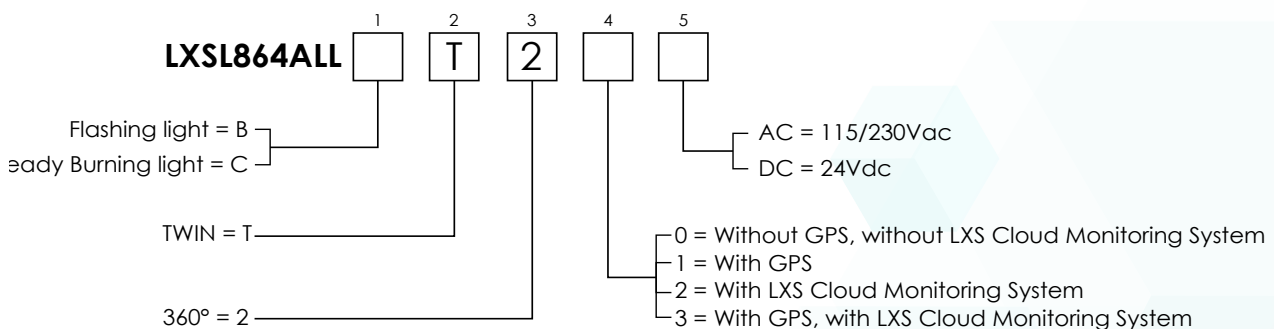 1 2 3 4 5
LXSL864ALL T 2
Flashing light = B
Burning light = C
AC = 115/230Vac
DC = 24Vdc
TWIN = T
0 = Without GPS, without LXS Cloud Monitoring System
1 = With GPS
2 = With LXS Cloud Monitoring System
360° = 2
3 = With GPS, with LXS Cloud Monitoring System